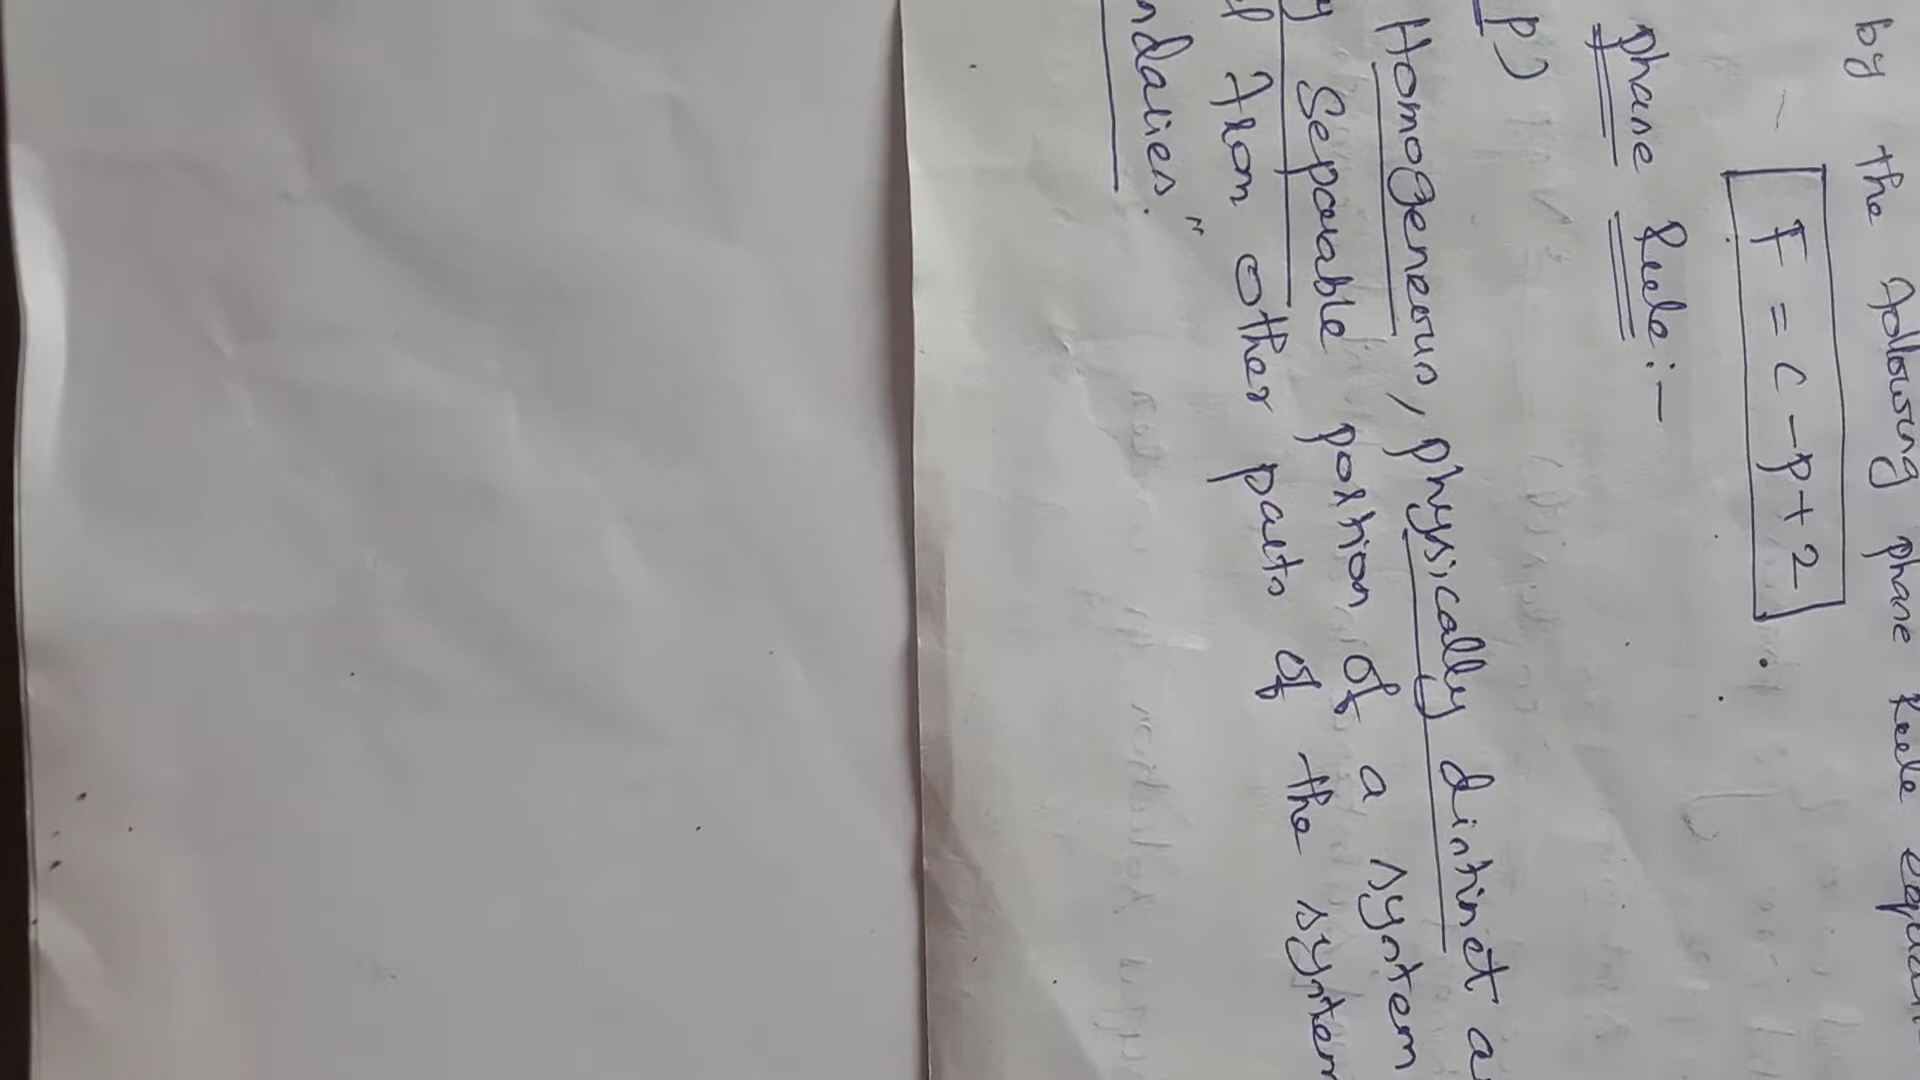 by the following phase Rule equati
F = C - P + 2
phase Rule:-
P)
Homogeneous, physically distinct a
y Separable portion of a system
d from other parts of the system
ndaries."